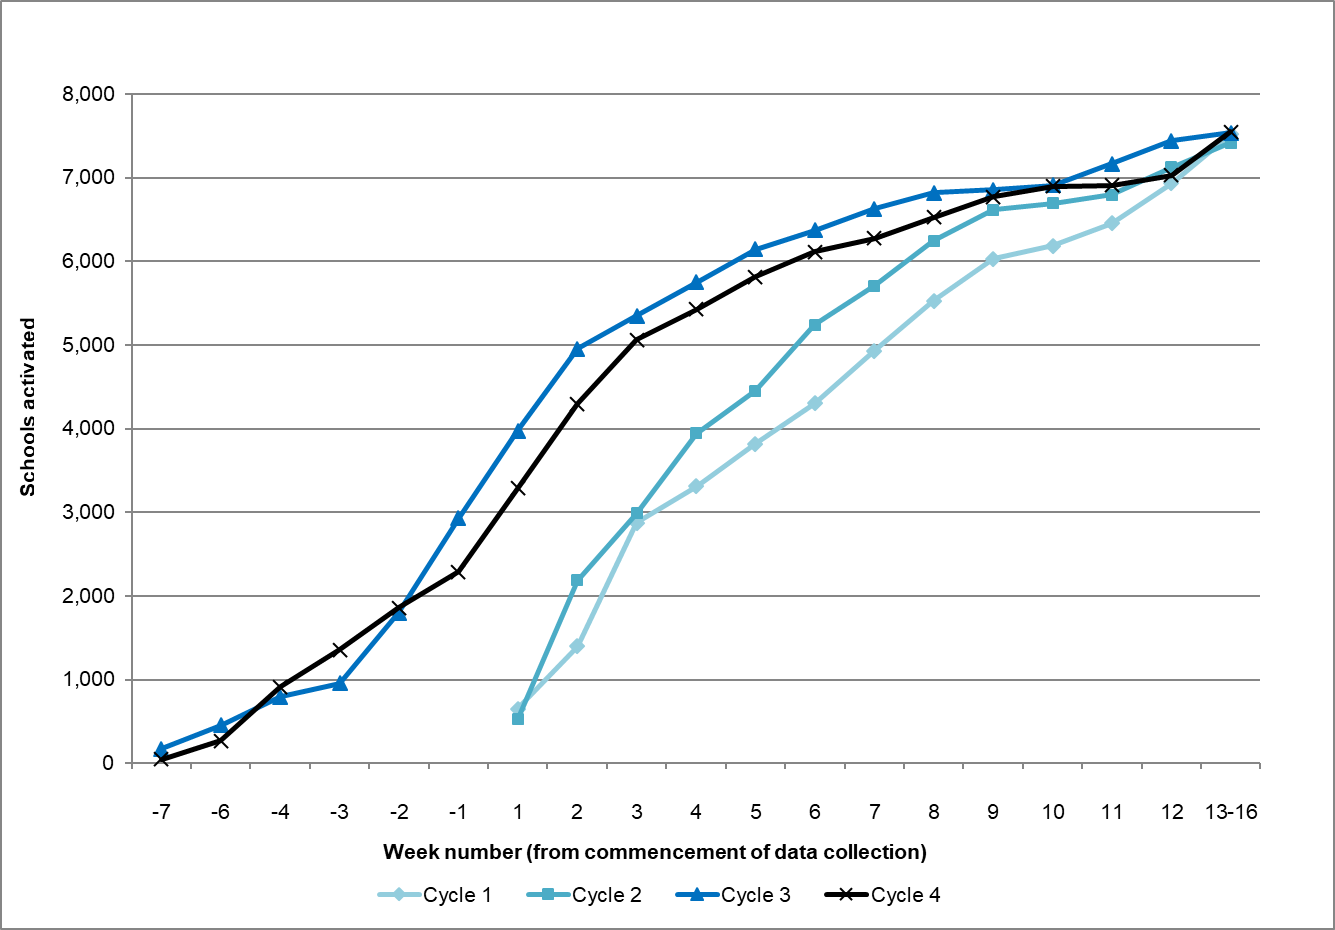 8,000
7,000
6,000
5,000
4,000
3,000
2,000
1,000
0
Schools activated
-7 -6 -4 -3 -2 -1 1 2 3 4 5 6 7 8 9 10 11 12 13-16
Week number (from commencement of data collection)
Cycle 1 Cycle 2 Cycle 3 Cycle 4